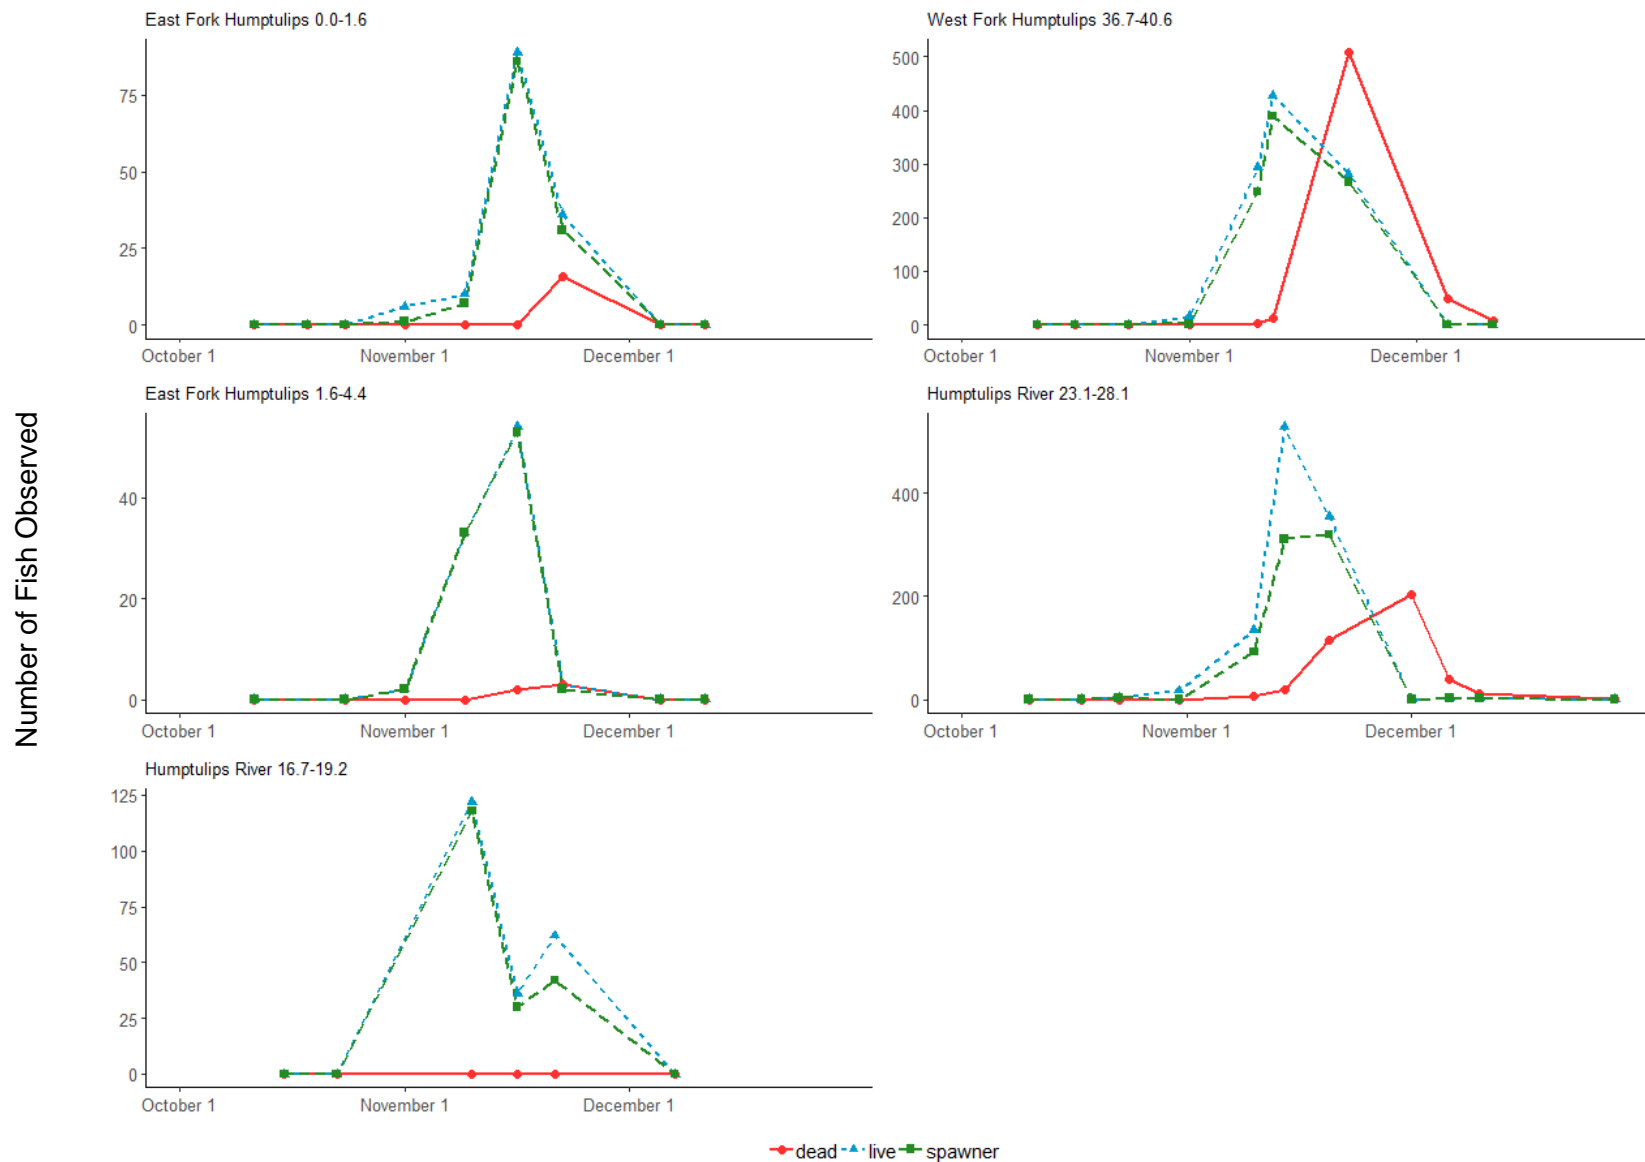 East Fork Humptulips 0.0-1.6
75
50
25
0
October 1 November 1 December 1
West Fork Humptulips 36.7-40.6
500
400
300
200
100
0
October 1 November 1 December 1
Number of Fish Observed
East Fork Humptulips 1.6-4.4
40
20
0
October 1 November 1 December 1
Humptulips River 23.1-28.1
400
200
0
October 1 November 1 December 1
Humptulips River 16.7-19.2
125
100
75
50
25
0
October 1 November 1 December 1
dead live spawner